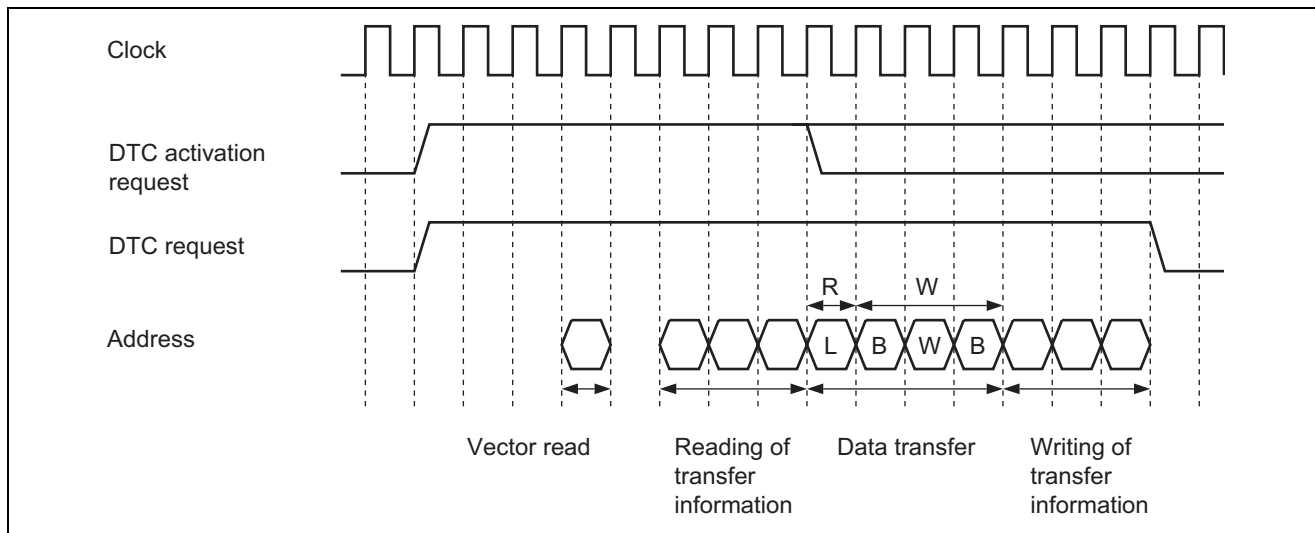 Clock
DTC activation
request
DTC request
R W
Address
L B W B
Vector read
Reading of
transfer
information
Data transfer
Writing of
transfer
information